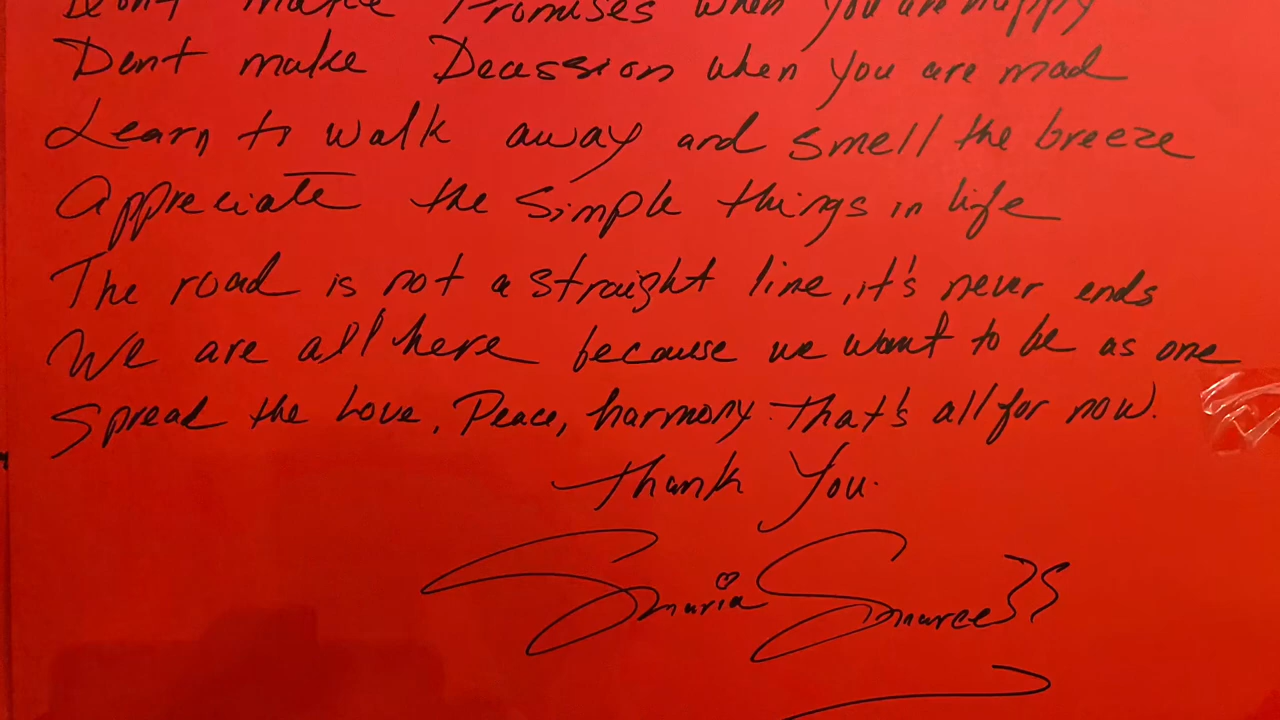 Don't make Promises when you are happy
Dont make Decission when you are mad
Learn to walk away and smell the breeze
Appreciate the simple things in life
The road is not a straight line, it's never ends
We are all here because we want to be as one
Spread the Love, Peace, harmony. That's all for now.
Thank You.
Maria